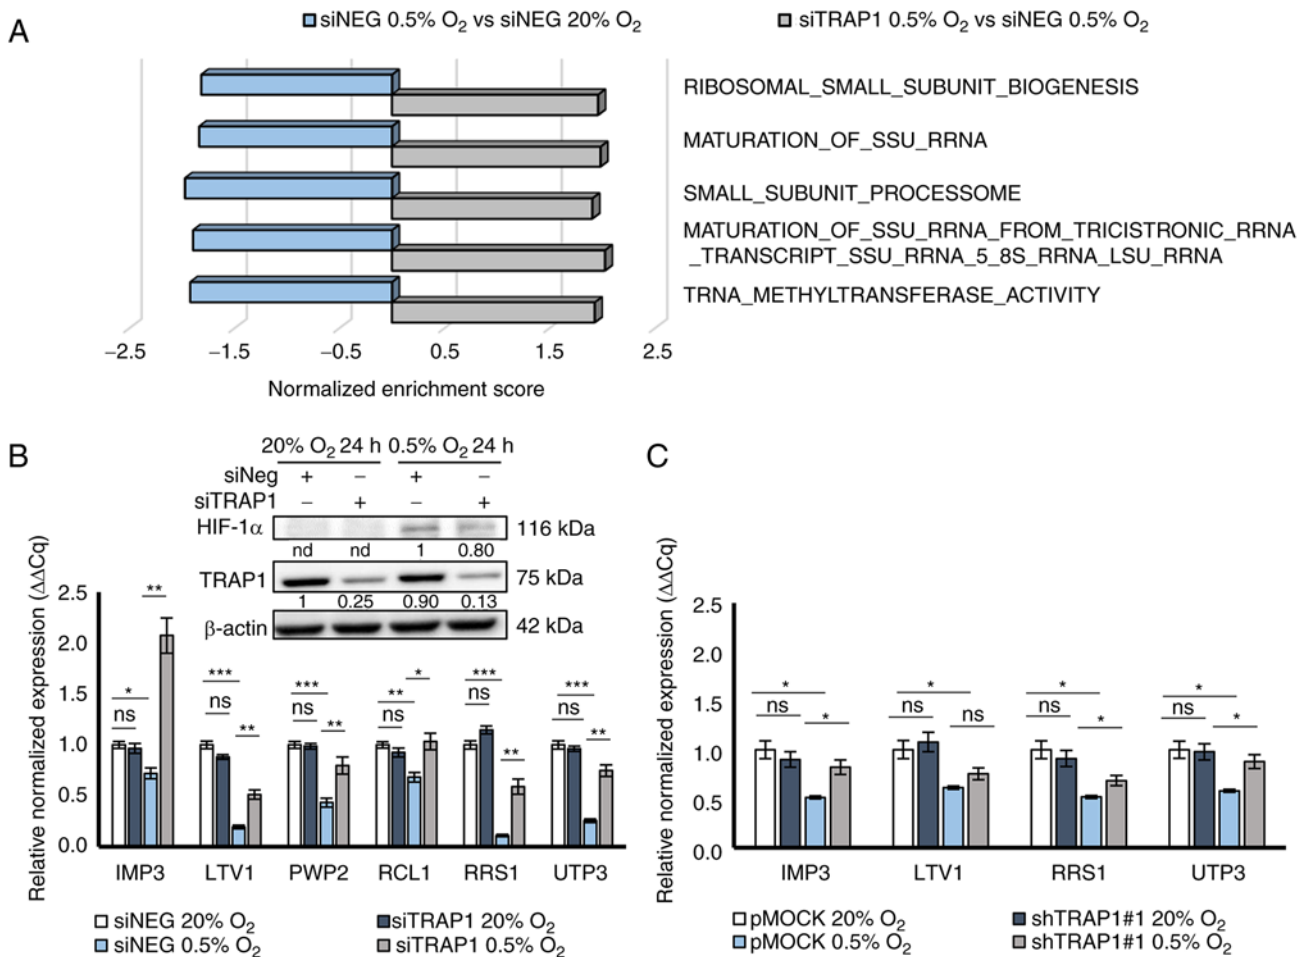 A
siNEG 0.5% O2 vs siNEG 20% O2
siTRAP1 0.5% O2 vs siNEG 0.5% O2
RIBOSOMAL_SMALL_SUBUNIT_BIOGENESIS
MATURATION_OF_SSU_RRNA
SMALL_SUBUNIT_PROCESSOME
MATURATION_OF_SSU_RRNA_FROM_TRICISTRONIC_RRNA
_TRANSCRIPT_SSU_RRNA_5_8S_RRNA_LSU_RRNA
TRNA_METHYLTRANSFERASE_ACTIVITY
−2.5 −1.5 −0.5 0.5 1.5 2.5
Normalized enrichment score
B
20% O2 24 h 0.5% O2 24 h
siNeg + − + −
siTRAP1 − + − +
HIF-1α 116 kDa
nd nd 1 0.80
TRAP1 75 kDa
1 0.25 0.90 0.13
β-actin 42 kDa
Relative normalized expression (ΔΔCq)
2.5
2.0
1.5
1.0
0.5
0.0
* ns **
*** ns **
*** ns **
** ns *
*** ns **
*** ns **
IMP3 LTV1 PWP2 RCL1 RRS1 UTP3
siNEG 20% O2 siTRAP1 20% O2
siNEG 0.5% O2 siTRAP1 0.5% O2
C
Relative normalized expression (ΔΔCq)
2.5
2.0
1.5
1.0
0.5
0.0
* ns *
* ns ns
* ns *
* ns *
IMP3 LTV1 RRS1 UTP3
pMOCK 20% O2 shTRAP1#1 20% O2
pMOCK 0.5% O2 shTRAP1#1 0.5% O2